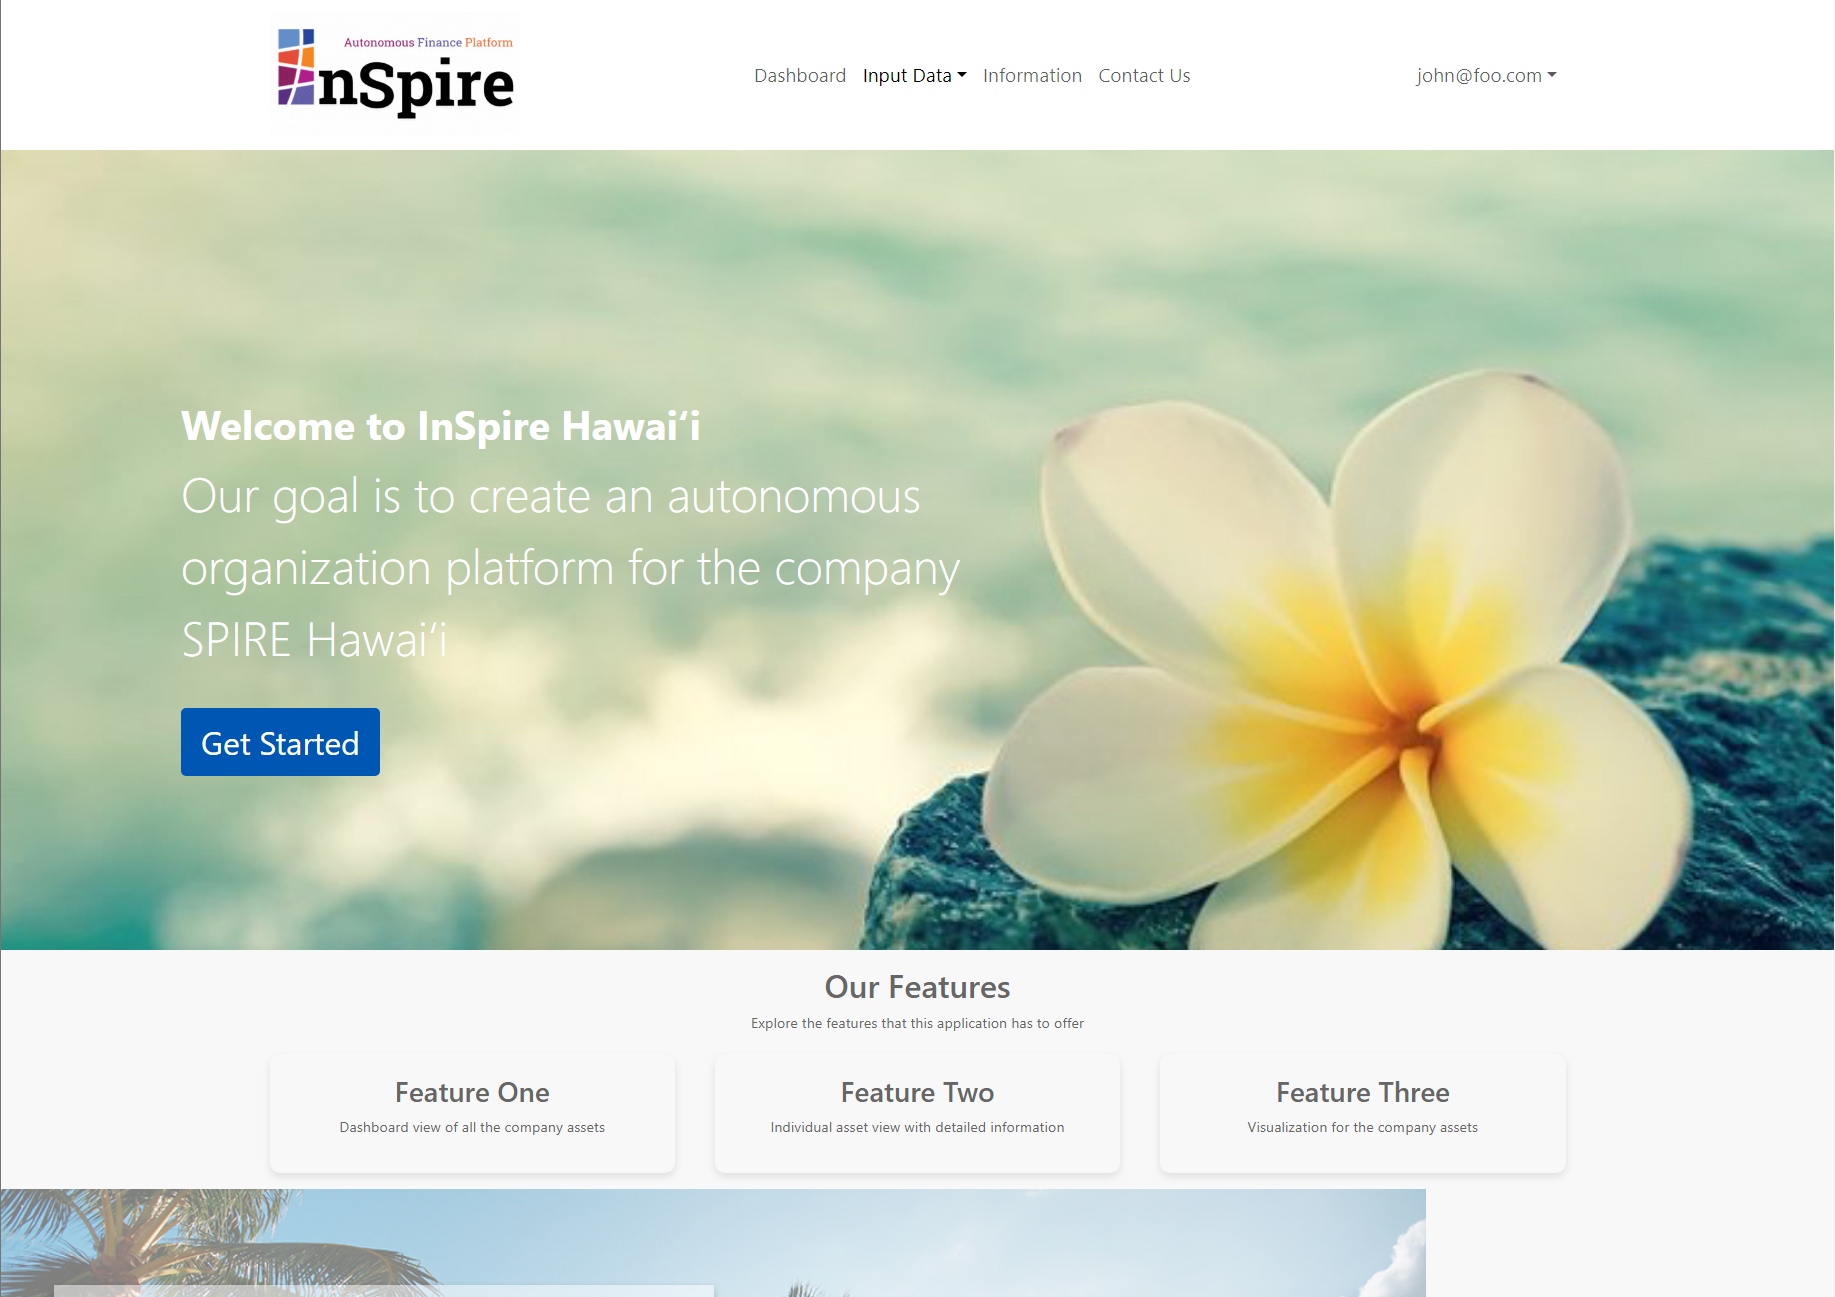 Autonomous Finance Platform
InSpire
Dashboard Input Data Information Contact Us
john@foo.com
Welcome to InSpire Hawaiʻi
Our goal is to create an autonomous
organization platform for the company
SPIRE Hawaiʻi
Get Started
Our Features
Explore the features that this application has to offer
Feature One
Dashboard view of all the company assets
Feature Two
Individual asset view with detailed information
Feature Three
Visualization for the company assets